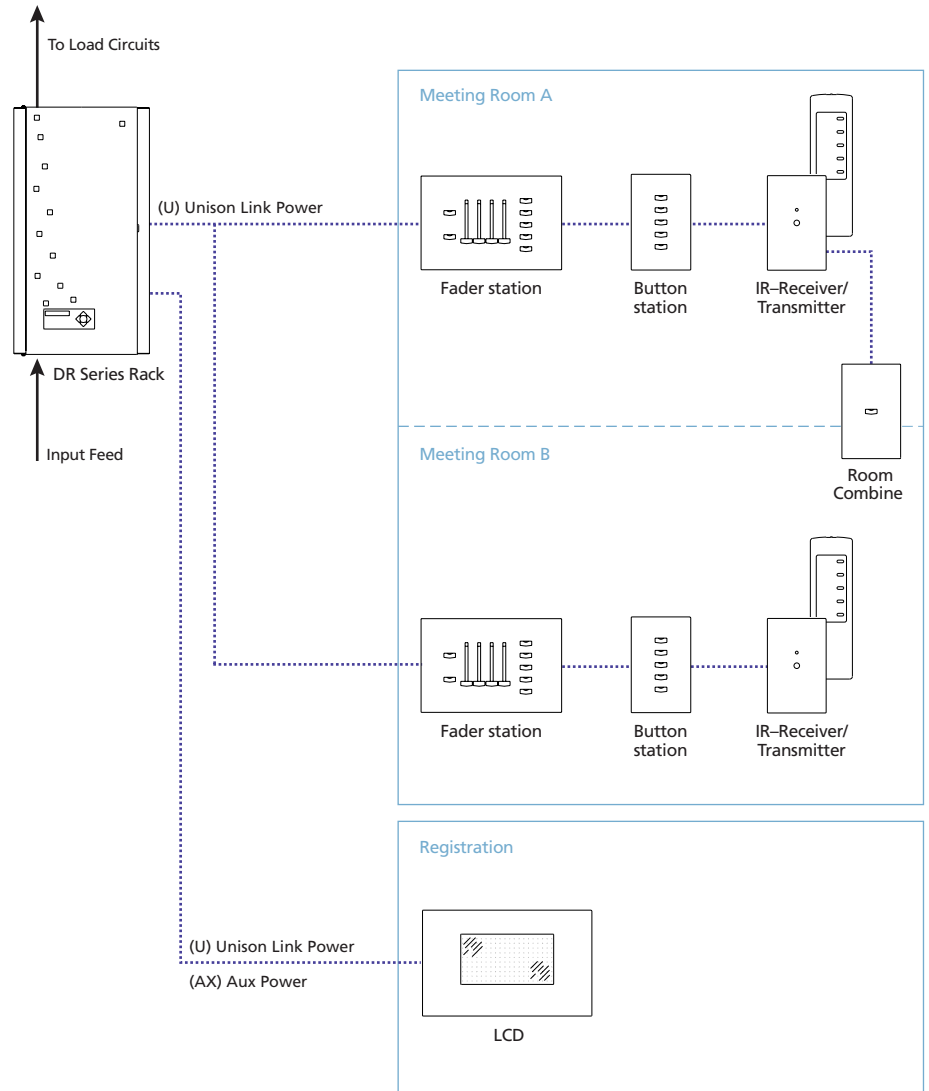 To Load Circuits
Meeting Room A
(U) Unison Link Power
Fader station
Button
station
IR–Receiver/
Transmitter
DR Series Rack
Input Feed
Meeting Room B
Room
Combine
Fader station
Button
station
IR–Receiver/
Transmitter
Registration
(U) Unison Link Power
(AX) Aux Power
LCD